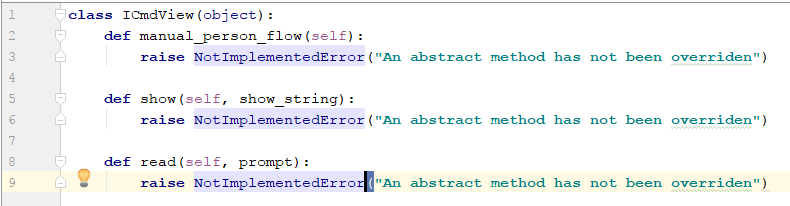 1 class ICmdView(object):
2     def manual_person_flow(self):
3         raise NotImplementedError("An abstract method has not been overriden")
4
5     def show(self, show_string):
6         raise NotImplementedError("An abstract method has not been overriden")
7
8     def read(self, prompt):
9         raise NotImplementedError("An abstract method has not been overriden")